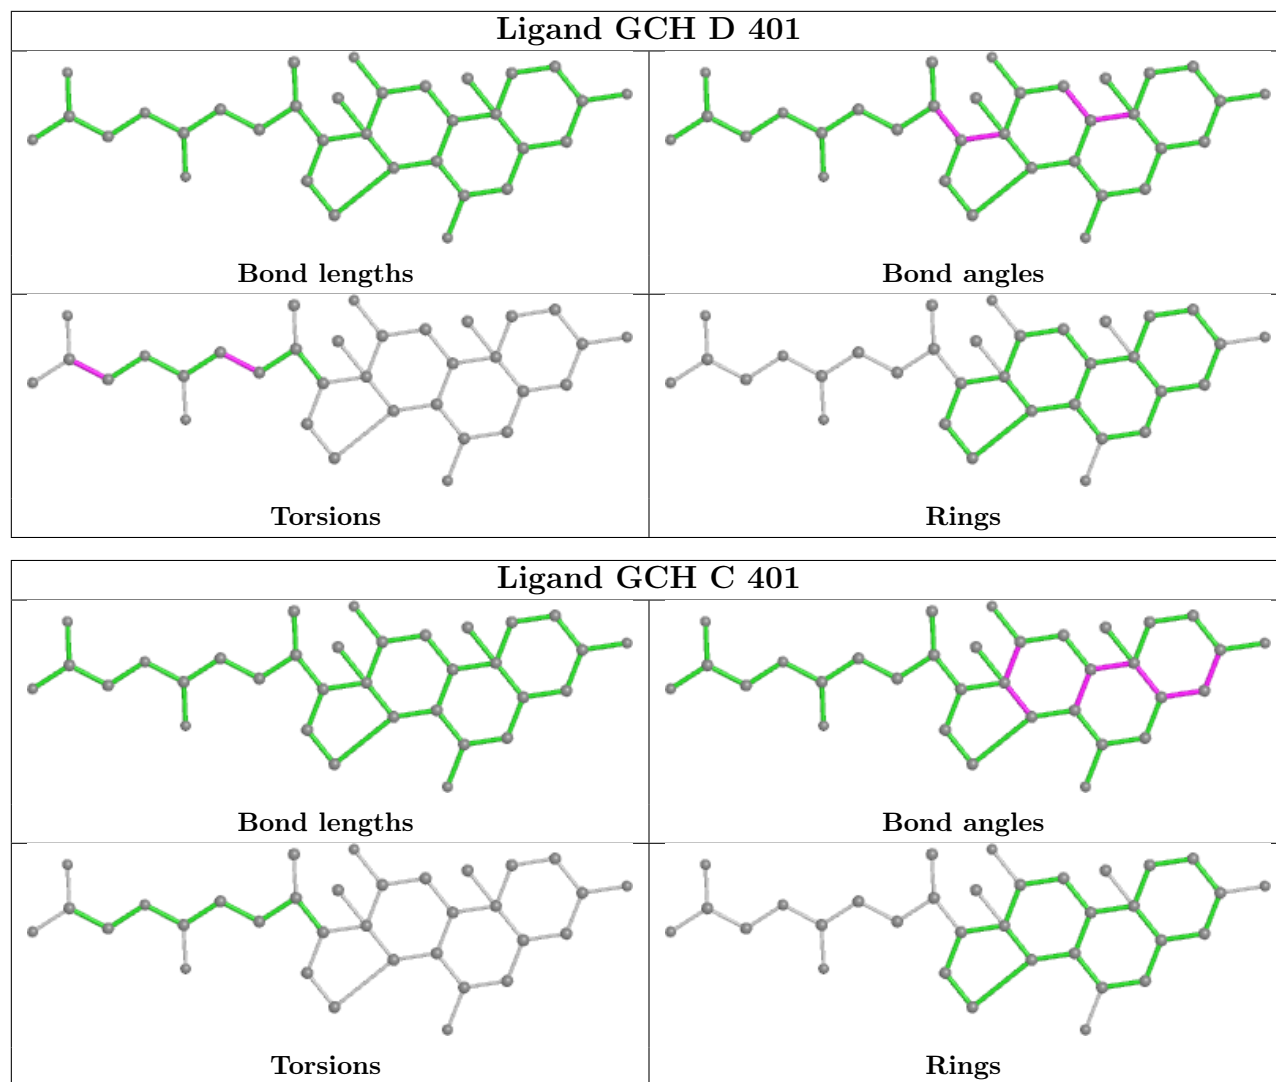 Ligand GCH D 401
Bond lengths
Bond angles
Torsions
Rings
Ligand GCH C 401
Bond lengths
Bond angles
Torsions
Rings